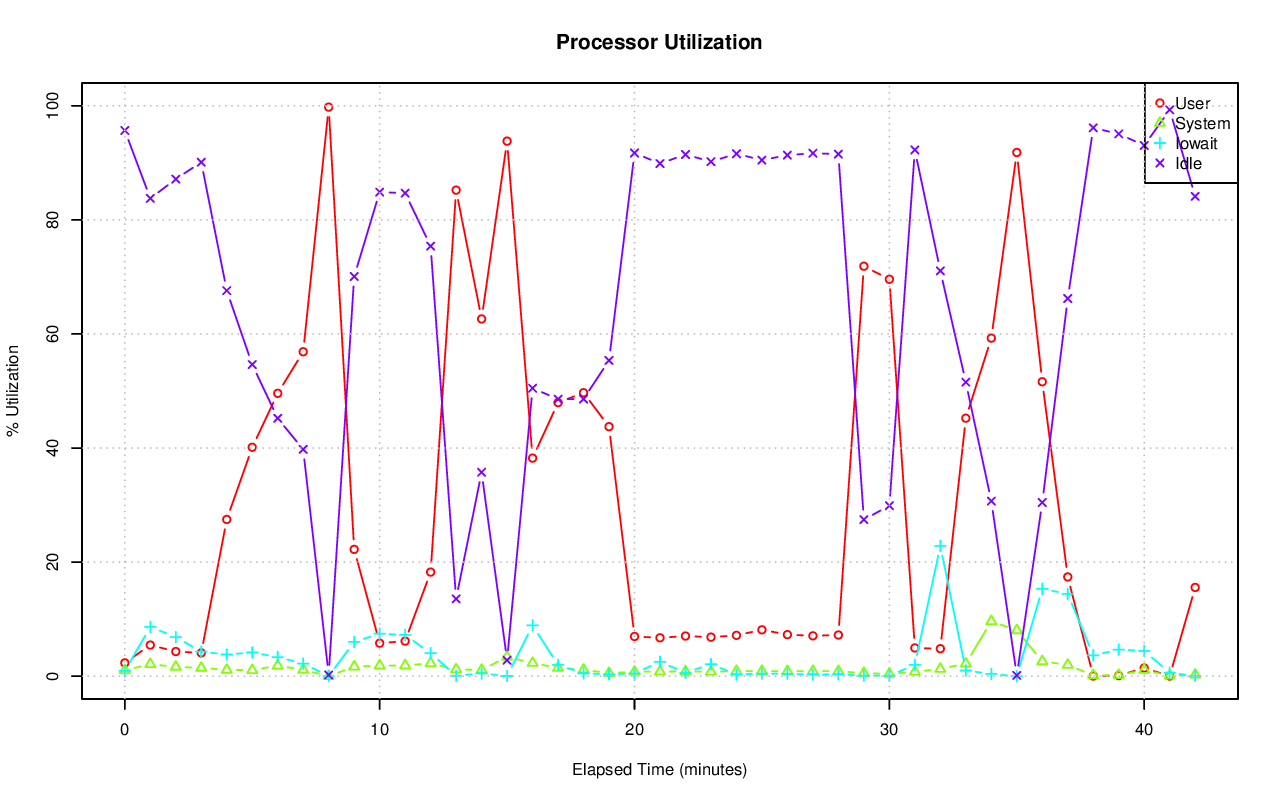 Processor Utilization
% Utilization
100
80
60
40
20
0
User
System
Iowait
Idle
0 10 20 30 40
Elapsed Time (minutes)